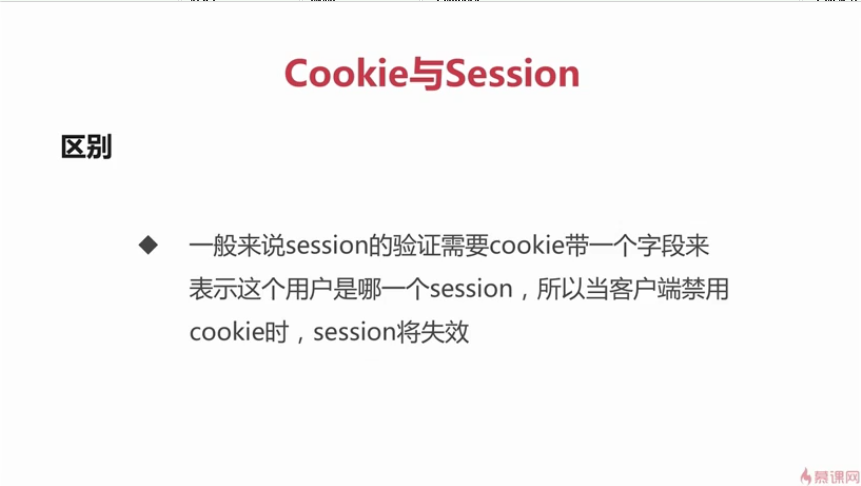 Cookie与Session
区别
◆ 一般来说session的验证需要cookie带一个字段来
表示这个用户是哪一个session，所以当客户端禁用
cookie时，session将失效
慕课网